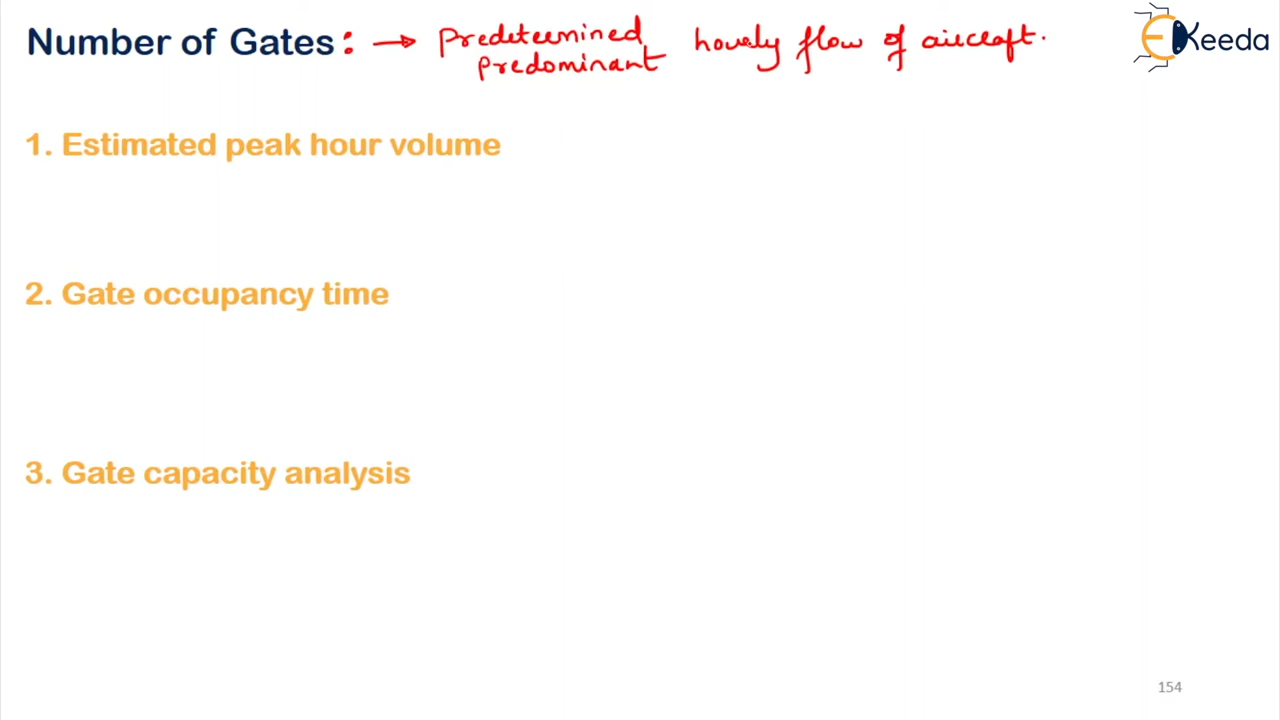 Number of Gates : → Predetermined hourly flow of aircraft.
predominant
EKeeda
1. Estimated peak hour volume
2. Gate occupancy time
3. Gate capacity analysis
154